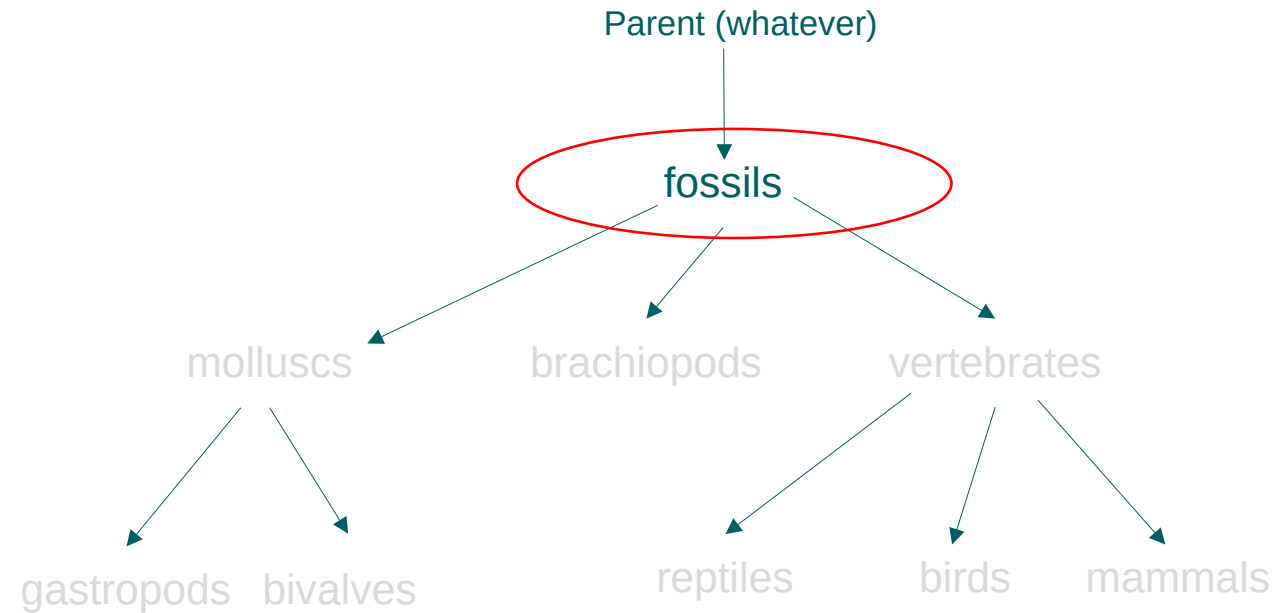 Parent (whatever)
fossils
molluscs brachiopods vertebrates
gastropods bivalves reptiles birds mammals